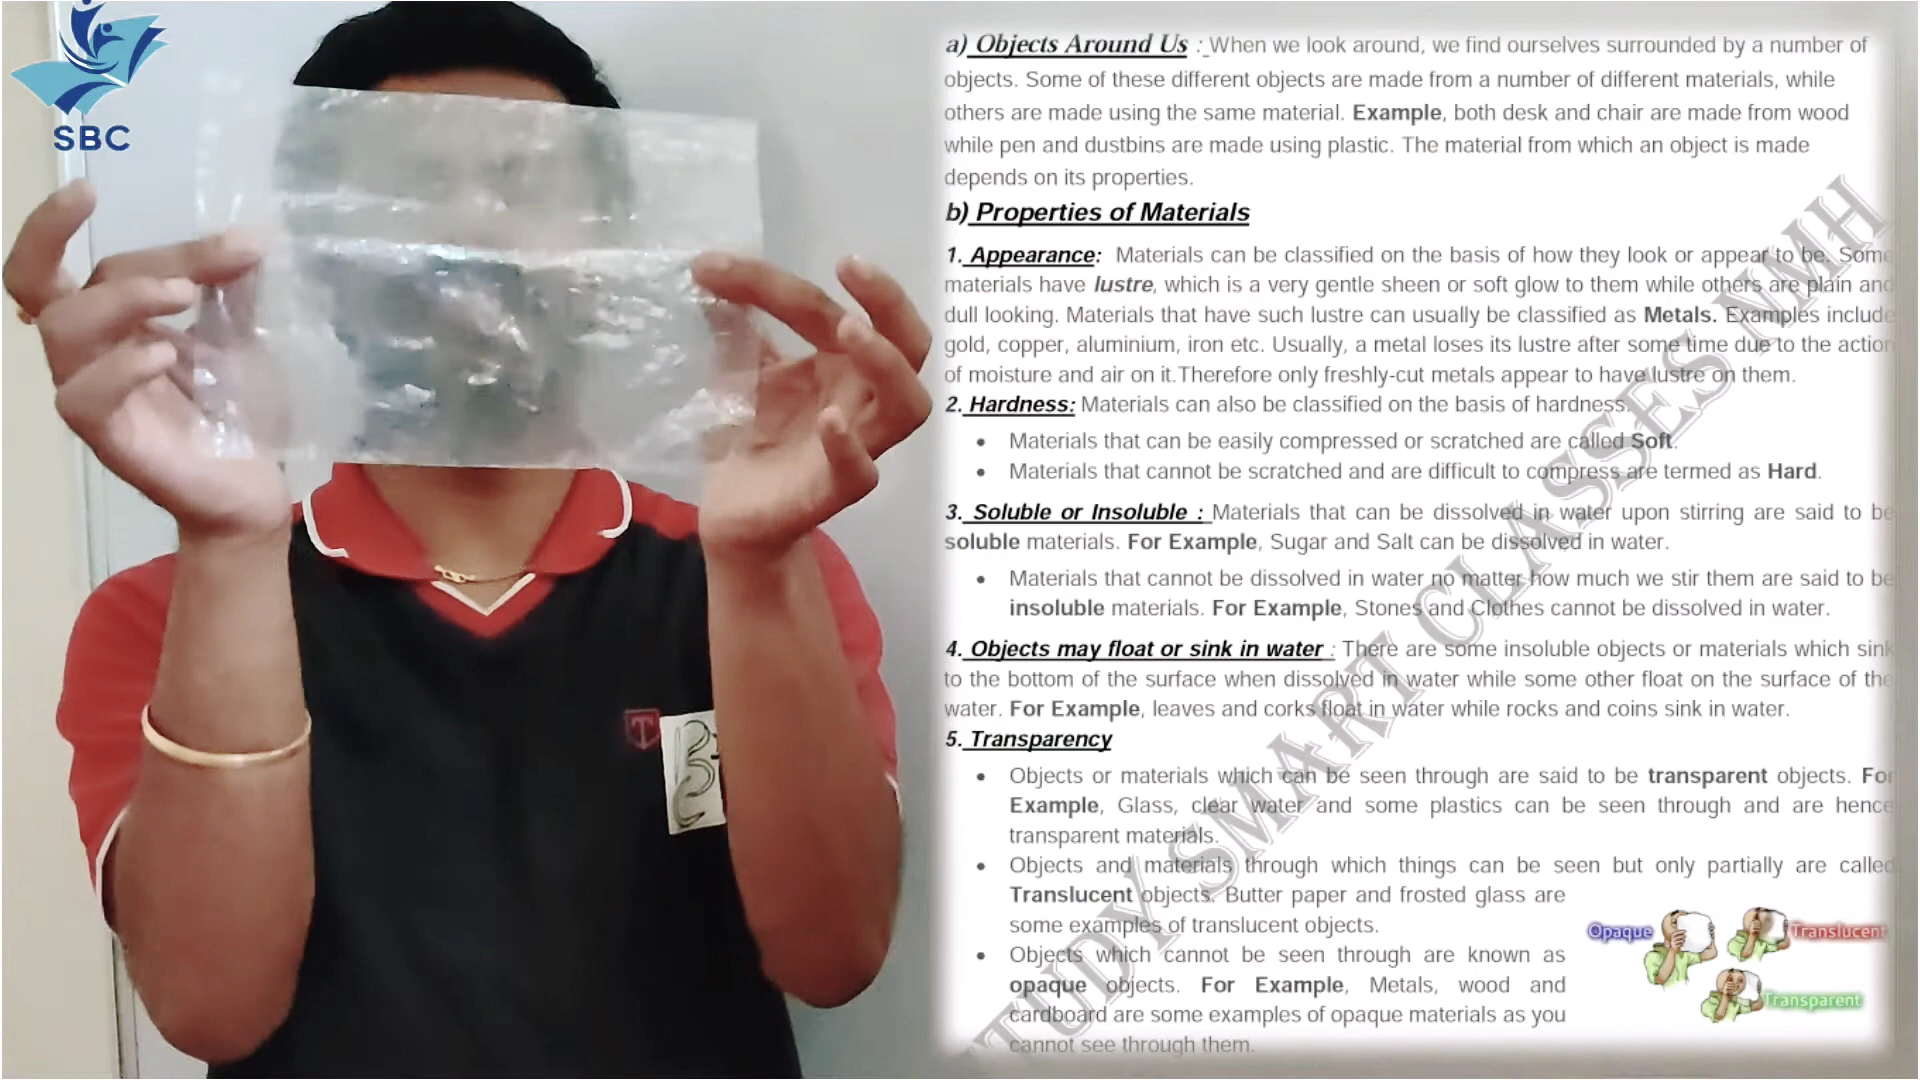 SBC
a) Objects Around Us : When we look around, we find ourselves surrounded by a number of
objects. Some of these different objects are made from a number of different materials, while
others are made using the same material. Example, both desk and chair are made from wood
while pen and dustbins are made using plastic. The material from which an object is made
depends on its properties.
b) Properties of Materials
1. Appearance: Materials can be classified on the basis of how they look or appear to be. Some
materials have lustre, which is a very gentle sheen or soft glow to them while others are plain and
dull looking. Materials that have such lustre can usually be classified as Metals. Examples include
gold, copper, aluminium, iron etc. Usually, a metal loses its lustre after some time due to the action
of moisture and air on it.Therefore only freshly-cut metals appear to have lustre on them.
2. Hardness: Materials can also be classified on the basis of hardness.
• Materials that can be easily compressed or scratched are called Soft.
• Materials that cannot be scratched and are difficult to compress are termed as Hard.
3. Soluble or Insoluble : Materials that can be dissolved in water upon stirring are said to be
soluble materials. For Example, Sugar and Salt can be dissolved in water.
• Materials that cannot be dissolved in water no matter how much we stir them are said to be
insoluble materials. For Example, Stones and Clothes cannot be dissolved in water.
4. Objects may float or sink in water : There are some insoluble objects or materials which sink
to the bottom of the surface when dissolved in water while some other float on the surface of the
water. For Example, leaves and corks float in water while rocks and coins sink in water.
5. Transparency
• Objects or materials which can be seen through are said to be transparent objects. For
Example, Glass, clear water and some plastics can be seen through and are hence
transparent materials.
• Objects and materials through which things can be seen but only partially are called
Translucent objects. Butter paper and frosted glass are
some examples of translucent objects.
• Objects which cannot be seen through are known as
opaque objects. For Example, Metals, wood and
cardboard are some examples of opaque materials as you
cannot see through them.
Opaque
Translucent
Transparent
STUDY SMART CLASSES NMH